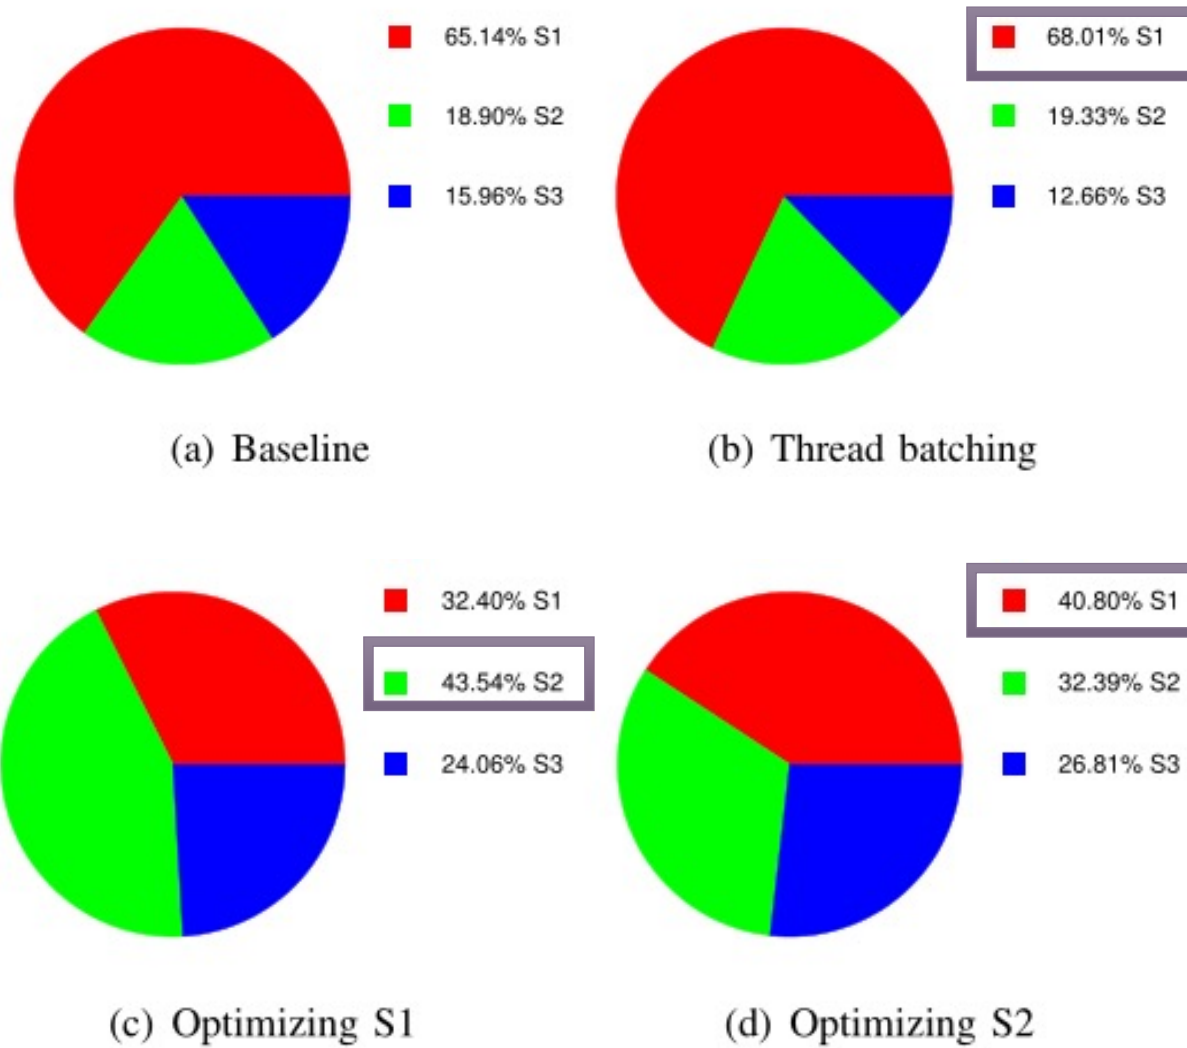 65.14% S1
18.90% S2
15.96% S3
(a) Baseline
68.01% S1
19.33% S2
12.66% S3
(b) Thread batching
32.40% S1
43.54% S2
24.06% S3
(c) Optimizing S1
40.80% S1
32.39% S2
26.81% S3
(d) Optimizing S2